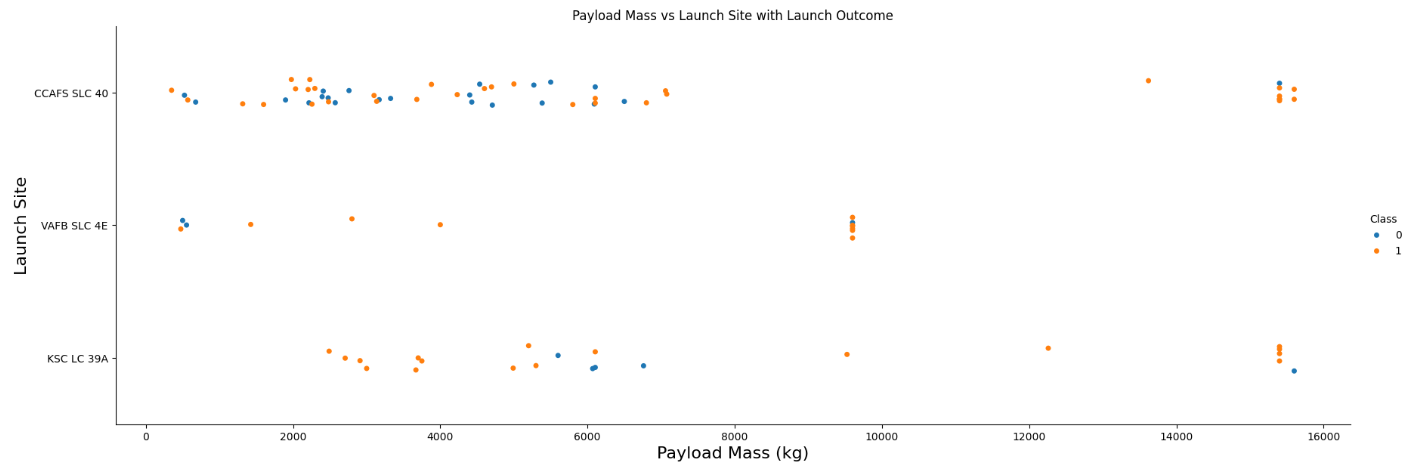 Payload Mass vs Launch Site with Launch Outcome
CCAFS SLC 40
VAFB SLC 4E
KSC LC 39A
Launch Site
0 2000 4000 6000 8000 10000 12000 14000 16000
Payload Mass (kg)
Class
0
1